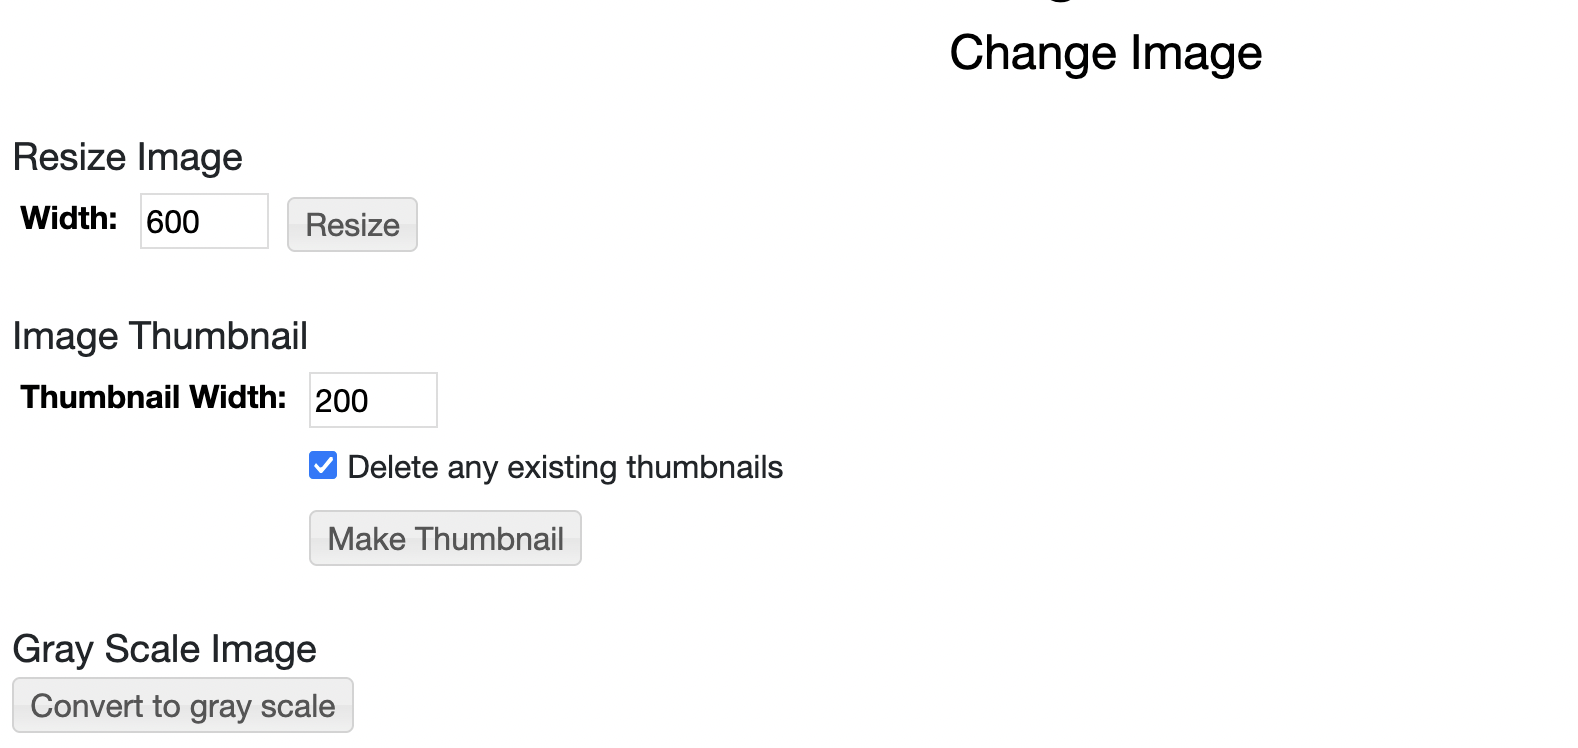 Change Image
Resize Image
Width: 600 Resize
Image Thumbnail
Thumbnail Width: 200
Delete any existing thumbnails
Make Thumbnail
Gray Scale Image
Convert to gray scale